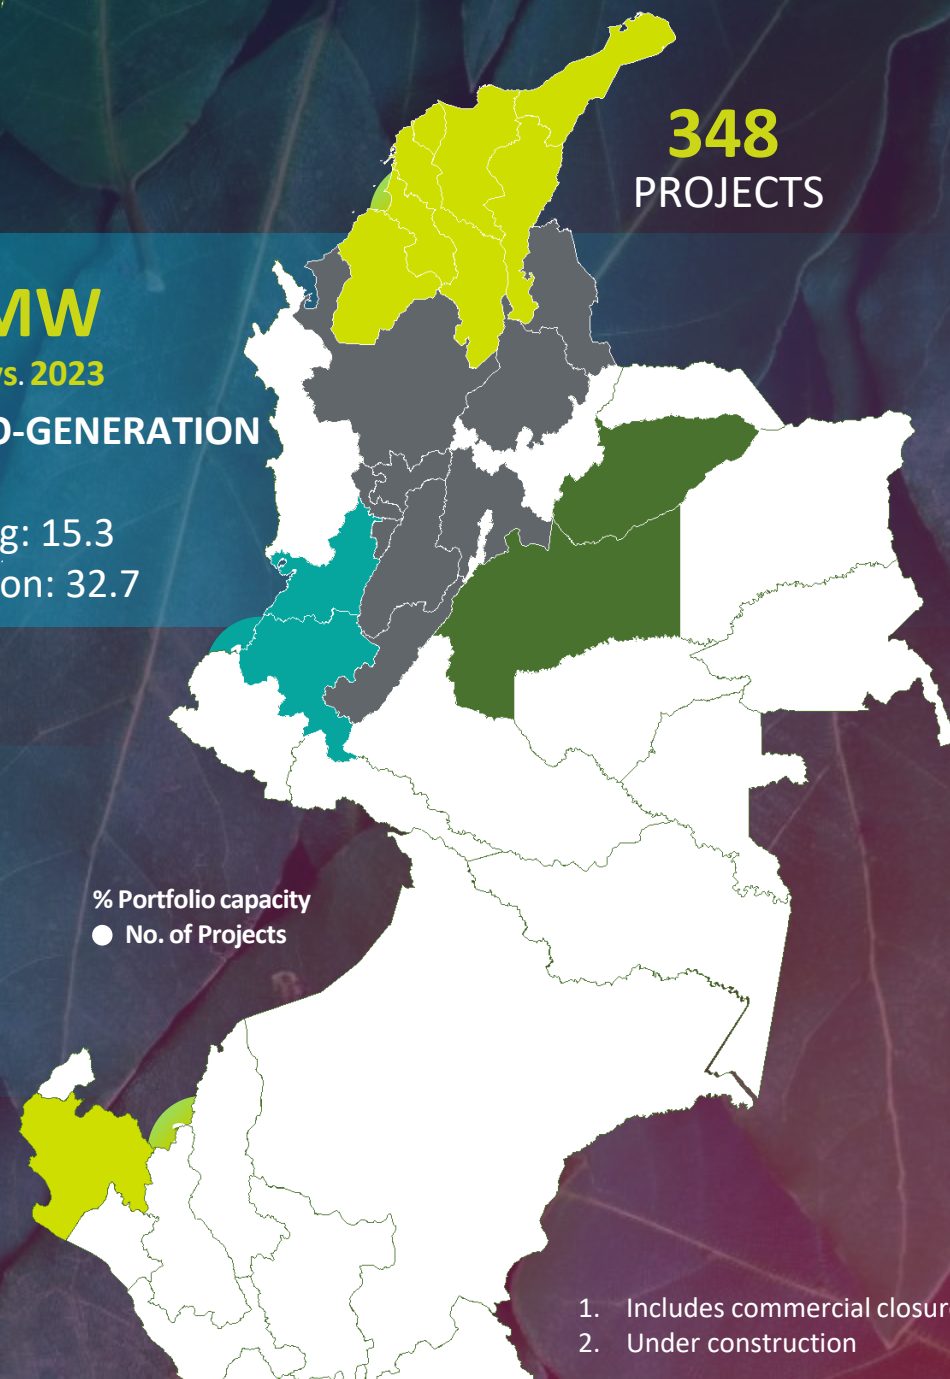 348
PROJECTS
MW
vs. 2023
O-GENERATION
g: 15.3
on: 32.7
% Portfolio capacity
No. of Projects
1. Includes commercial closur
2. Under construction